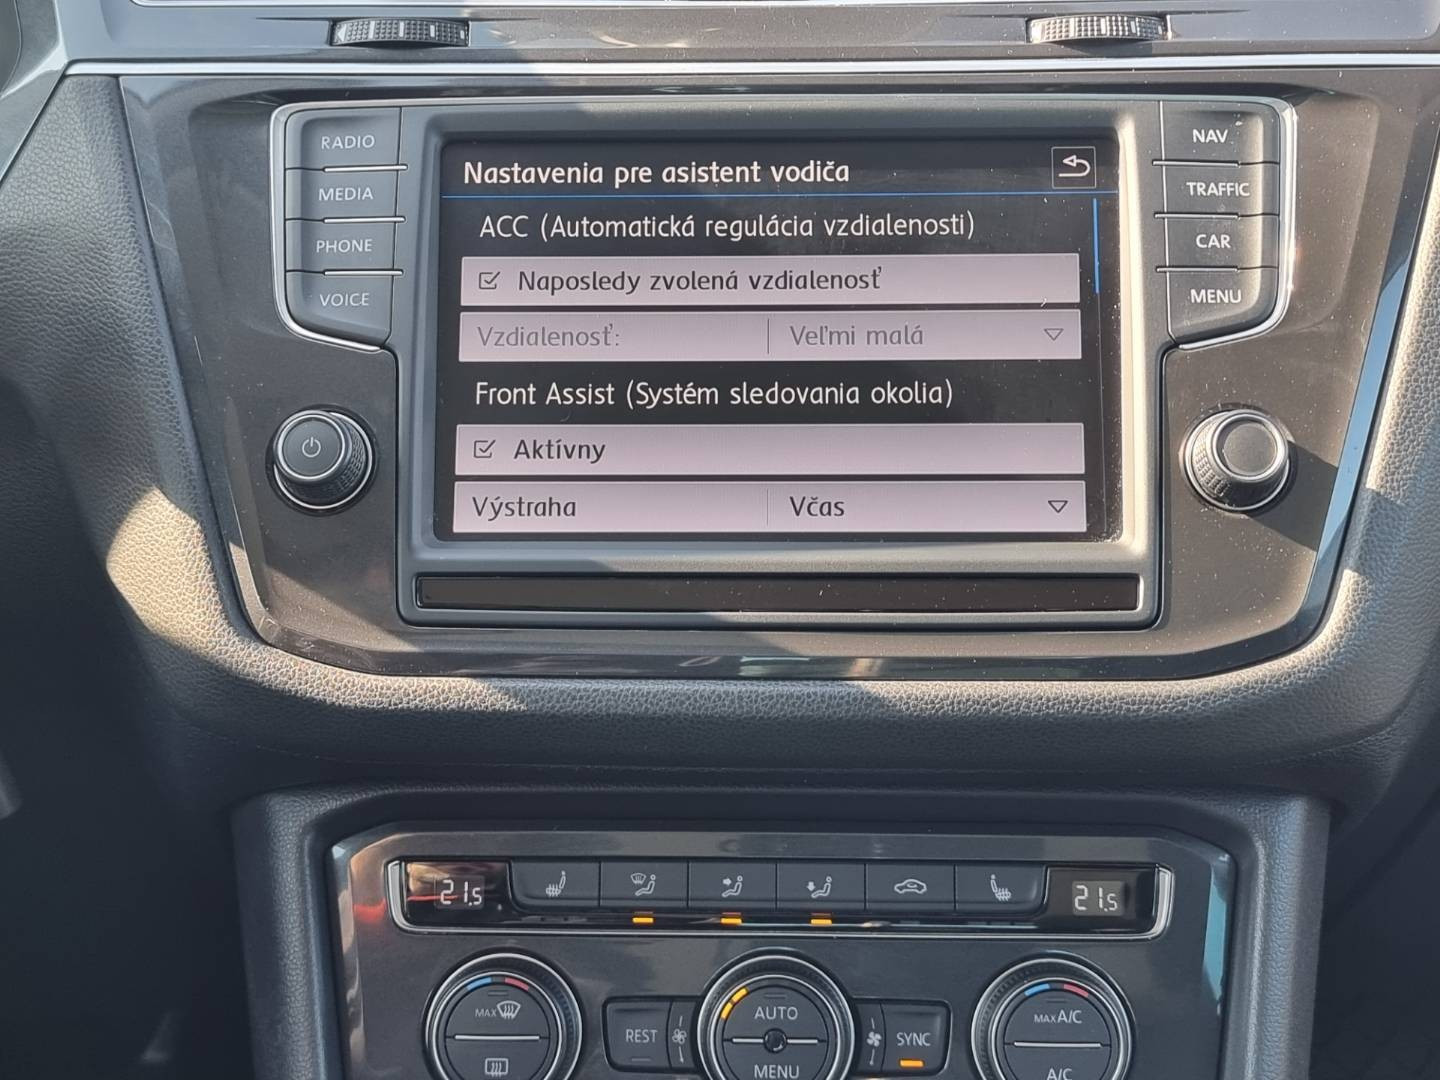 RADIO
MEDIA
PHONE
VOICE
Nastavenia pre asistent vodiča
ACC (Automatická regulácia vzdialenosti)
Naposledy zvolená vzdialenosť
Vzdialenosť: Veľmi malá
Front Assist (Systém sledovania okolia)
Aktívny
Výstraha Včas
NAV
TRAFFIC
CAR
MENU
21.5
21.5
MAX
REST
AUTO
MENU
SYNC
MAX A/C
A/C